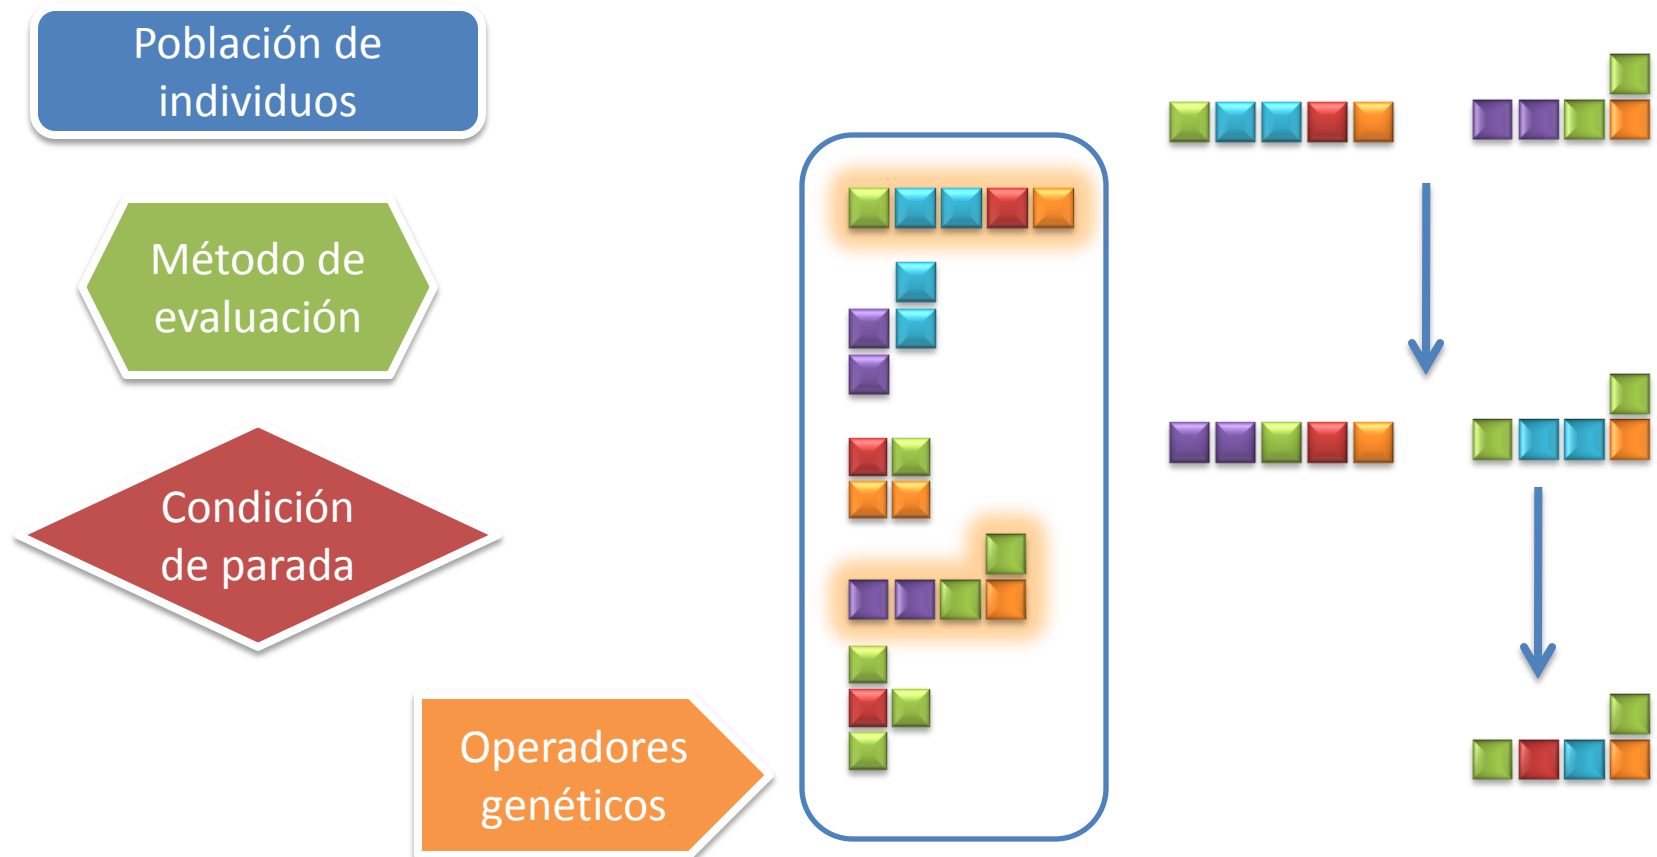 Población de
individuos
Método de
evaluación
Condición
de parada
Operadores
genéticos